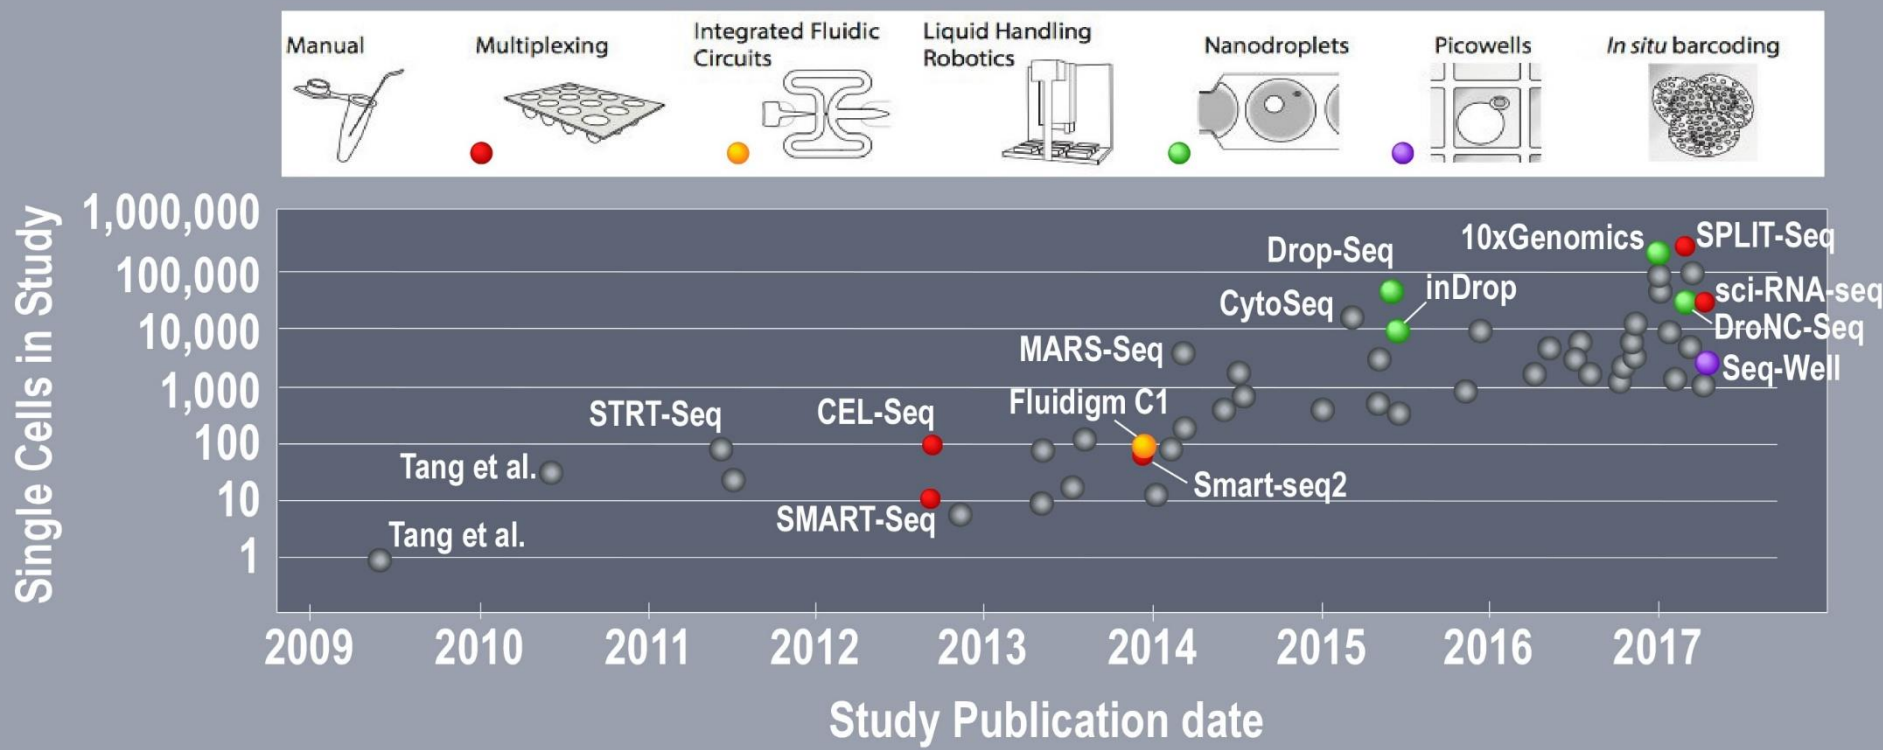 Manual
Multiplexing
Integrated Fluidic
Circuits
Liquid Handling
Robotics
Nanodroplets
Picowells
In situ barcoding
Single Cells in Study
1,000,000
100,000
10,000
1,000
100
10
1
Tang et al.
Tang et al.
STRT-Seq
CEL-Seq
SMART-Seq
Fluidigm C1
Smart-seq2
MARS-Seq
CytoSeq
Drop-Seq
inDrop
10xGenomics
SPLIT-Seq
sci-RNA-seq
DroNC-Seq
Seq-Well
2009
2010
2011
2012
2013
2014
2015
2016
2017
Study Publication date